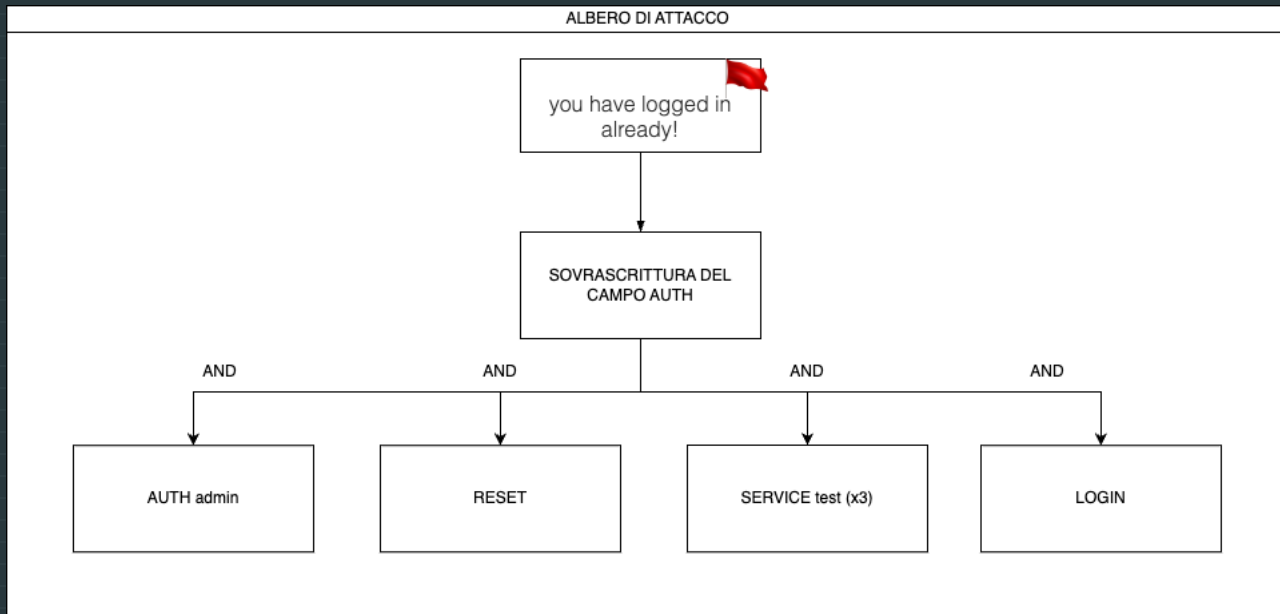 ALBERO DI ATTACCO
you have logged in
already!
SOVRASCRITTURA DEL
CAMPO AUTH
AND
AND
AND
AND
AUTH admin
RESET
SERVICE test (x3)
LOGIN